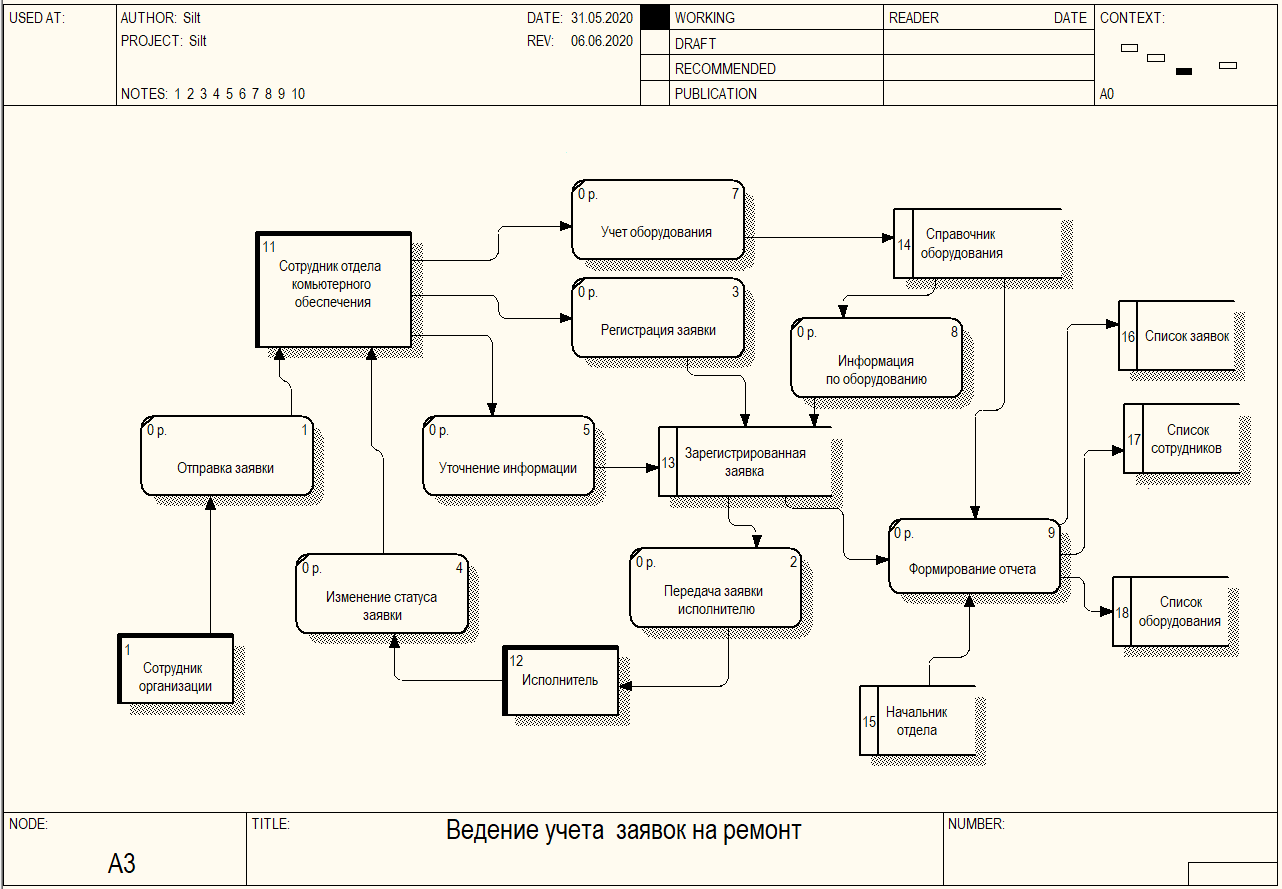 USED AT:
AUTHOR: Silt
DATE: 31.05.2020
PROJECT: Silt
REV: 06.06.2020
NOTES: 1 2 3 4 5 6 7 8 9 10
WORKING
DRAFT
RECOMMENDED
PUBLICATION
READER
DATE
CONTEXT:
A0
0 р.
7
Учет оборудования
11
Сотрудник отдела
комьютерного
обеспечения
14
Справочник
оборудования
0 р.
3
Регистрация заявки
0 р.
8
Информация
по оборудованию
16
Список заявок
0 р.
1
Отправка заявки
0 р.
5
Уточнение информации
13
Зарегистрированная
заявка
17
Список
сотрудников
0 р.
4
Изменение статуса
заявки
0 р.
2
Передача заявки
исполнителю
0 р.
9
Формирование отчета
18
Список
оборудования
1
Сотрудник
организации
12
Исполнитель
15
Начальник
отдела
NODE:
A3
TITLE:
Ведение учета заявок на ремонт
NUMBER: